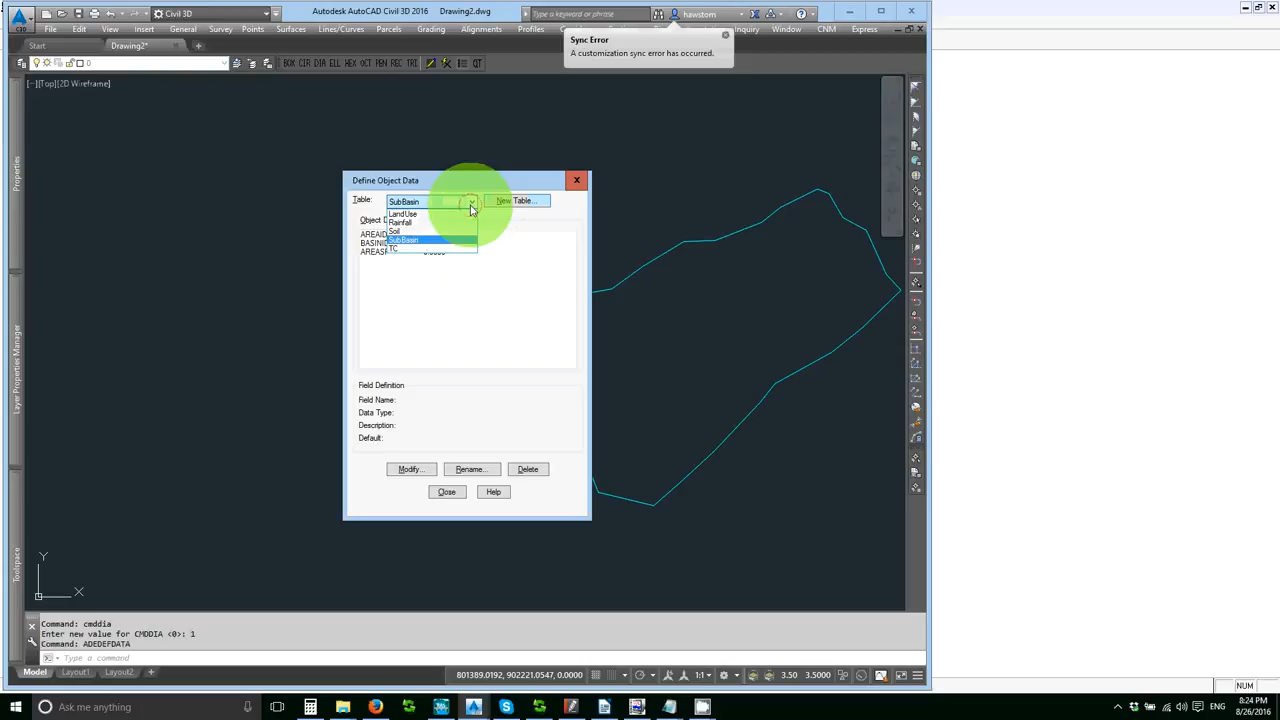 Civil 3D
Autodesk AutoCAD Civil 3D 2016 Drawing2.dwg
Type a keyword or phrase
hawstom
File Edit View Insert General Survey Points Surfaces Lines/Curves Parcels Grading Alignments Profiles Window CNM Express
Sync Error
A customization sync error has occurred.
Start
Drawing2*
0
BOX CIR DIA ELL HEX OCT PEN REC TRI
QT
[−][Top][2D Wireframe]
Properties
Layer Properties Manager
Toolspace
Define Object Data
Table:
SubBasin
New Table...
LandUse
Rainfall
Soil
SubBasin
TC
Field Definition
Field Name:
Data Type:
Description:
Default:
Modify...
Rename...
Delete
Close
Help
Y
X
Command: cmddia
Enter new value for CMDDIA <0>: 1
Command: ADEDEFDATA
Type a command
Model
Layout1
Layout2
801389.0192, 902221.0547, 0.0000
1:1
3.50
3.5000
NUM
Ask me anything
8:24 PM
8/26/2016